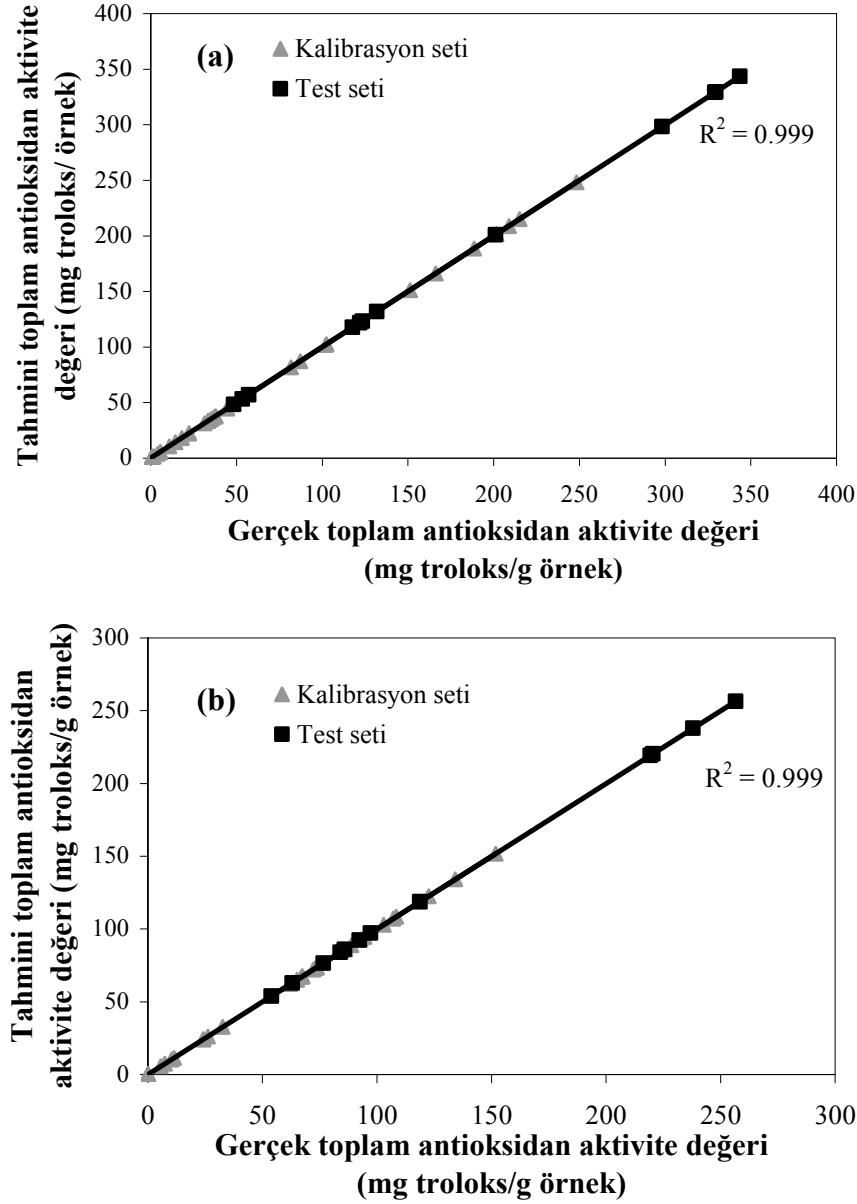 Tahmini toplam antioksidan aktivite
değeri (mg troloks/ örnek)
400
350
300
250
200
150
100
50
0
(a)
Kalibrasyon seti
Test seti
R² = 0.999
0 50 100 150 200 250 300 350 400
Gerçek toplam antioksidan aktivite değeri
(mg troloks/g örnek)
Tahmini toplam antioksidan
aktivite değeri (mg troloks/g örnek)
300
250
200
150
100
50
0
(b)
Kalibrasyon seti
Test seti
R² = 0.999
0 50 100 150 200 250 300
Gerçek toplam antioksidan aktivite değeri
(mg troloks/g örnek)